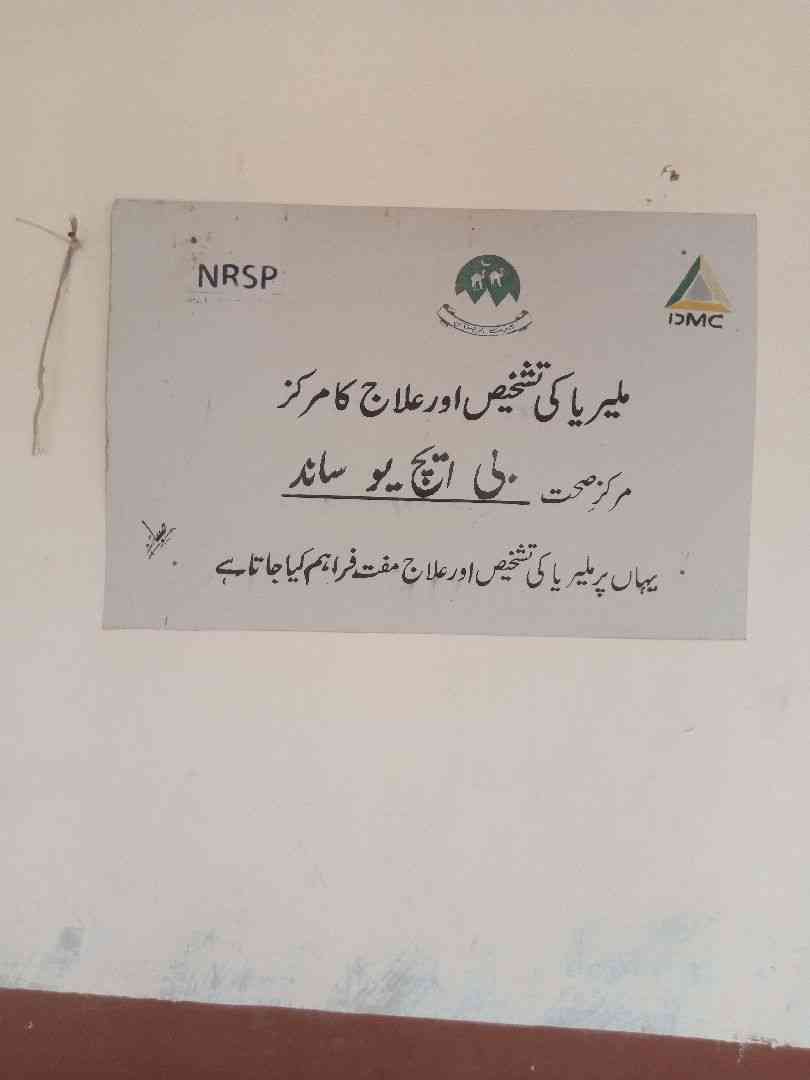 NRSP
DMC
ملیریا کی تشخیص اور علاج کا مرکز
مرکزِ صحت بی ایچ یو ساند
یہاں پر ملیریا کی تشخیص اور علاج مفت فراہم کیا جاتا ہے